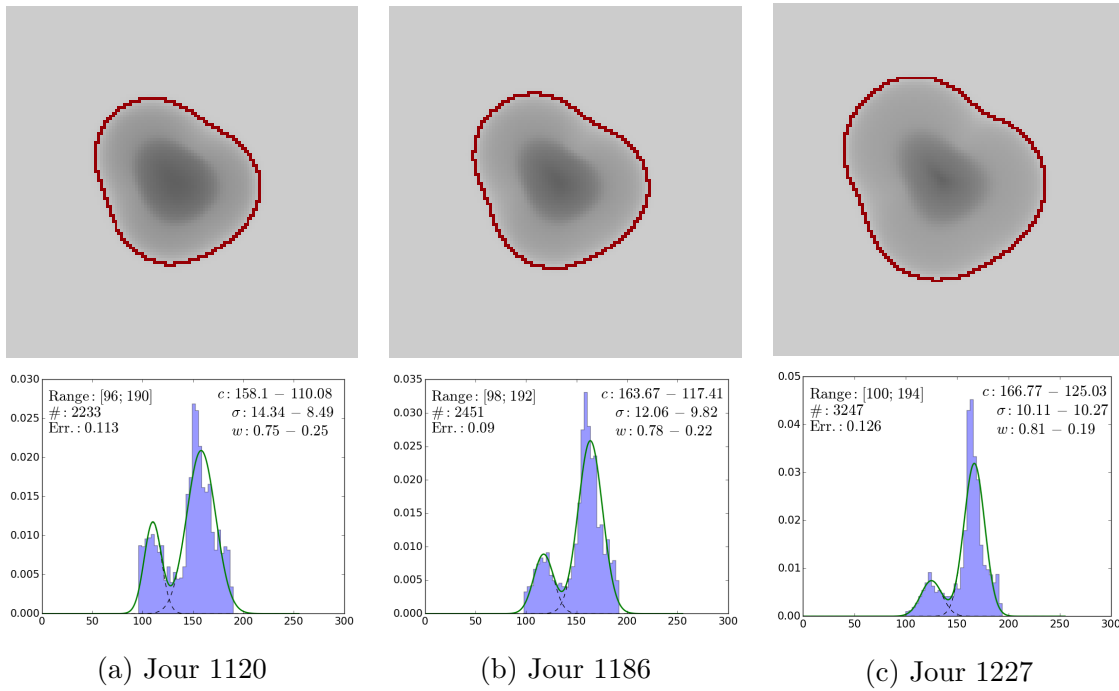 0.030
0.025
0.020
0.015
0.010
0.005
0.000
0 50 100 150 200 250 300
Range: [96; 190]
#: 2233
Err.: 0.113
c: 158.1 − 110.08
σ: 14.34 − 8.49
w: 0.75 − 0.25
(a) Jour 1120
0.035
0.030
0.025
0.020
0.015
0.010
0.005
0.000
0 50 100 150 200 250 300
Range: [98; 192]
#: 2451
Err.: 0.09
c: 163.67 − 117.41
σ: 12.06 − 9.82
w: 0.78 − 0.22
(b) Jour 1186
0.05
0.04
0.03
0.02
0.01
0.00
0 50 100 150 200 250 300
Range: [100; 194]
#: 3247
Err.: 0.126
c: 166.77 − 125.03
σ: 10.11 − 10.27
w: 0.81 − 0.19
(c) Jour 1227